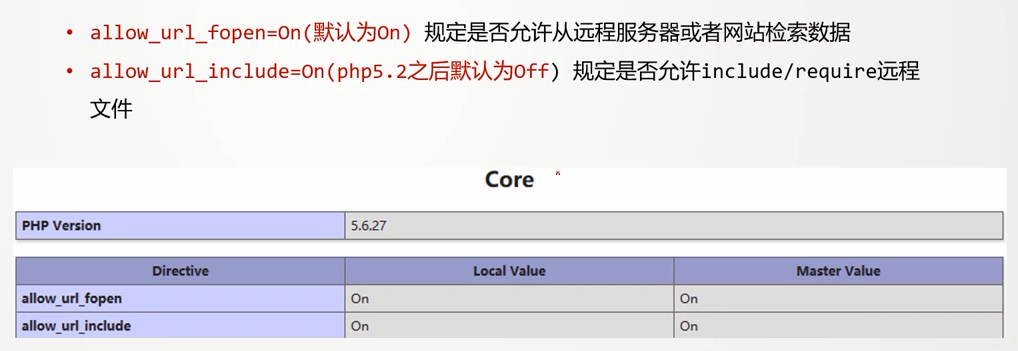 • allow_url_fopen=On(默认为On) 规定是否允许从远程服务器或者网站检索数据
• allow_url_include=On(php5.2之后默认为Off) 规定是否允许include/require远程
文件
Core
PHP Version 5.6.27
Directive Local Value Master Value
allow_url_fopen On On
allow_url_include On On